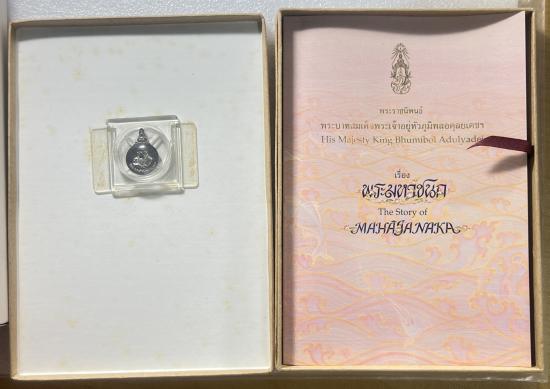 พระราชนิพนธ์
พระบาทสมเด็จพระเจ้าอยู่หัวภูมิพลอดุลยเดชฯ
His Majesty King Bhumibol Adulyadej
เรื่อง
พระมหาชนก
The Story of
MAHAJANAKA